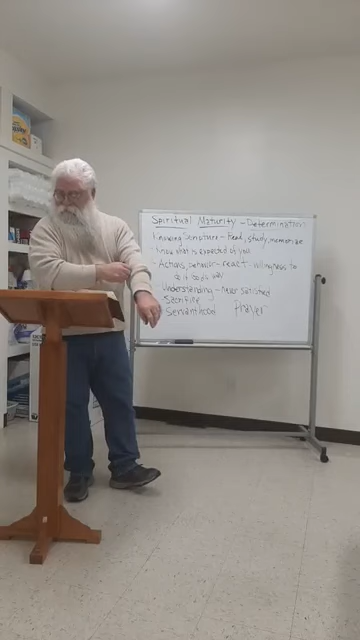 Spiritual Maturity - Determination
Knowing Scripture - Read, study, memorize
- Know what is expected of you
- Actions, behavior - react - willingness to
do it God's way
- Understanding - never satisfied
Sacrifice
Servanthood Prayer